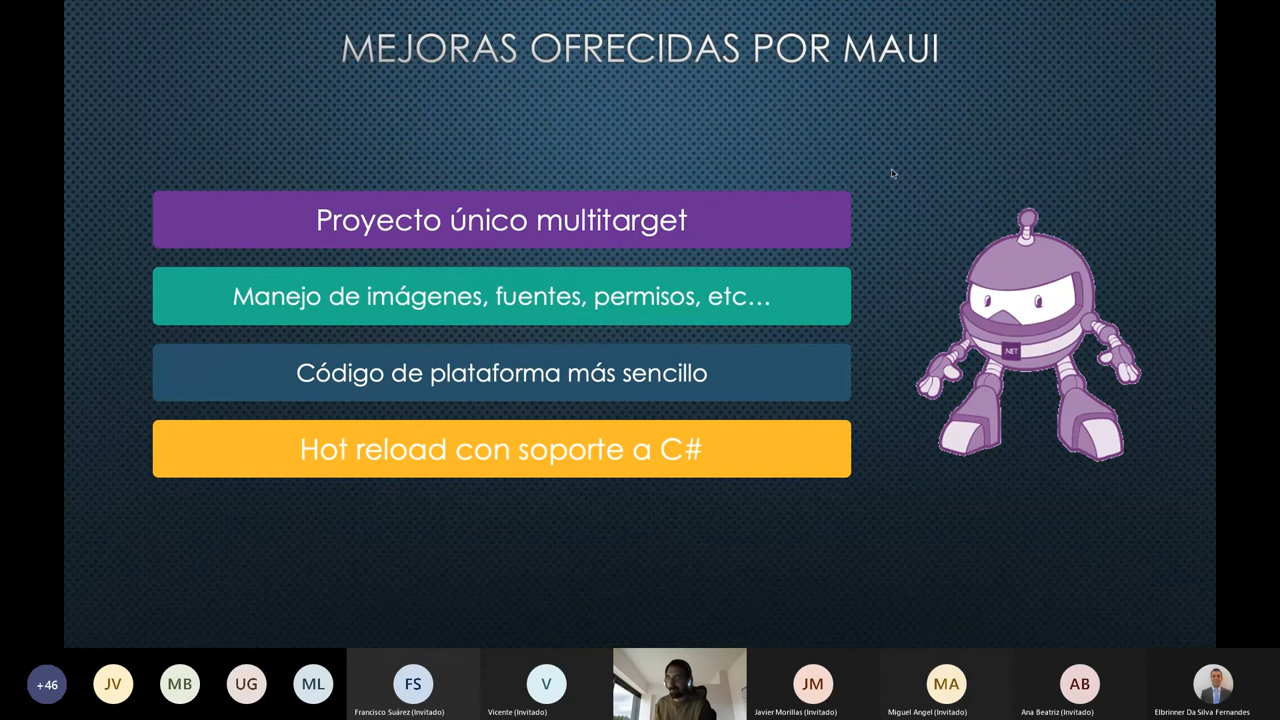 MEJORAS OFRECIDAS POR MAUI
Proyecto único multitarget
Manejo de imágenes, fuentes, permisos, etc...
Código de plataforma más sencillo
Hot reload con soporte a C#
.NET
+46
JV
MB
UG
ML
FS
V
JM
MA
AB
Francisco Suárez (Invitado)
Vicente (Invitado)
Javier Morillas (Invitado)
Miguel Angel (Invitado)
Ana Beatriz (Invitado)
Elbrinner Da Silva Fernandes